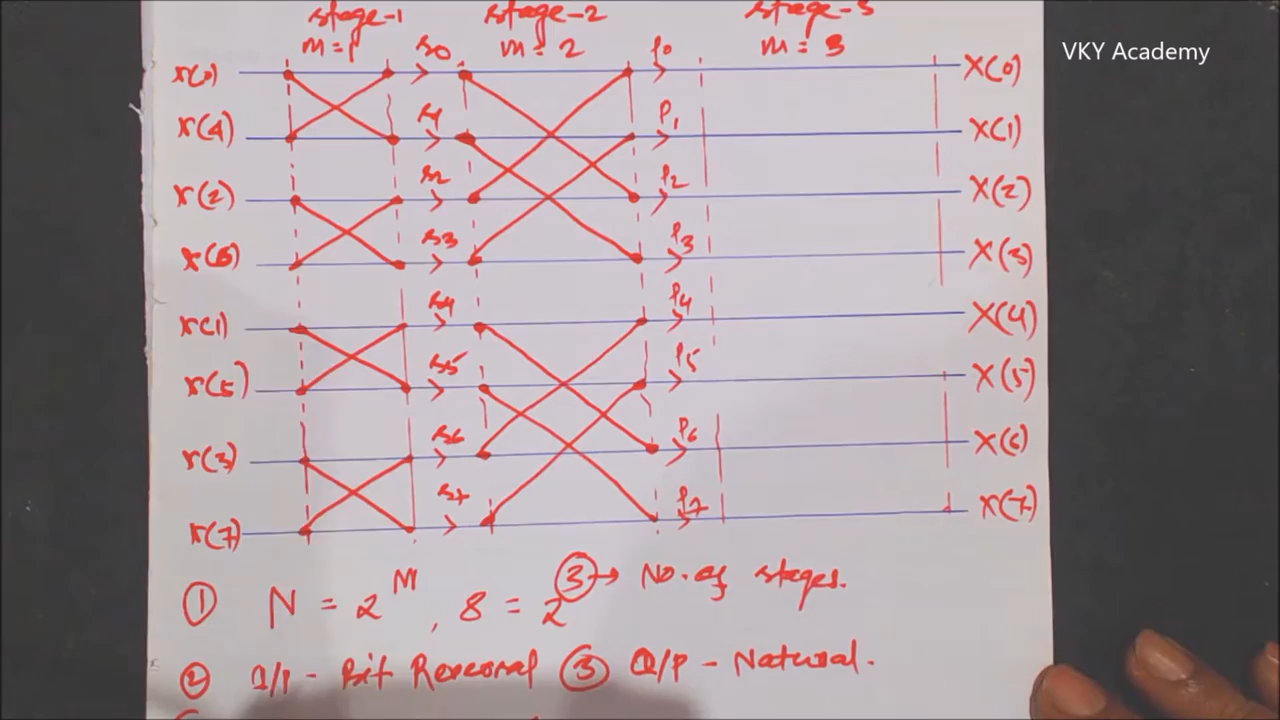 stage-1 stage-2 stage-3
m=1 m=2 m=3
VKY Academy
x(0) s0 P0 X(0)
x(4) s1 P1 X(1)
x(2) s2 P2 X(2)
x(6) s3 P3 X(3)
x(1) s4 P4 X(4)
x(5) s5 P5 X(5)
x(3) s6 P6 X(6)
x(7) s7 P7 X(7)
① N = 2^M, 8 = 2^③ → No. of stages.
② I/P - Bit Reversal ③ O/P - Natural.